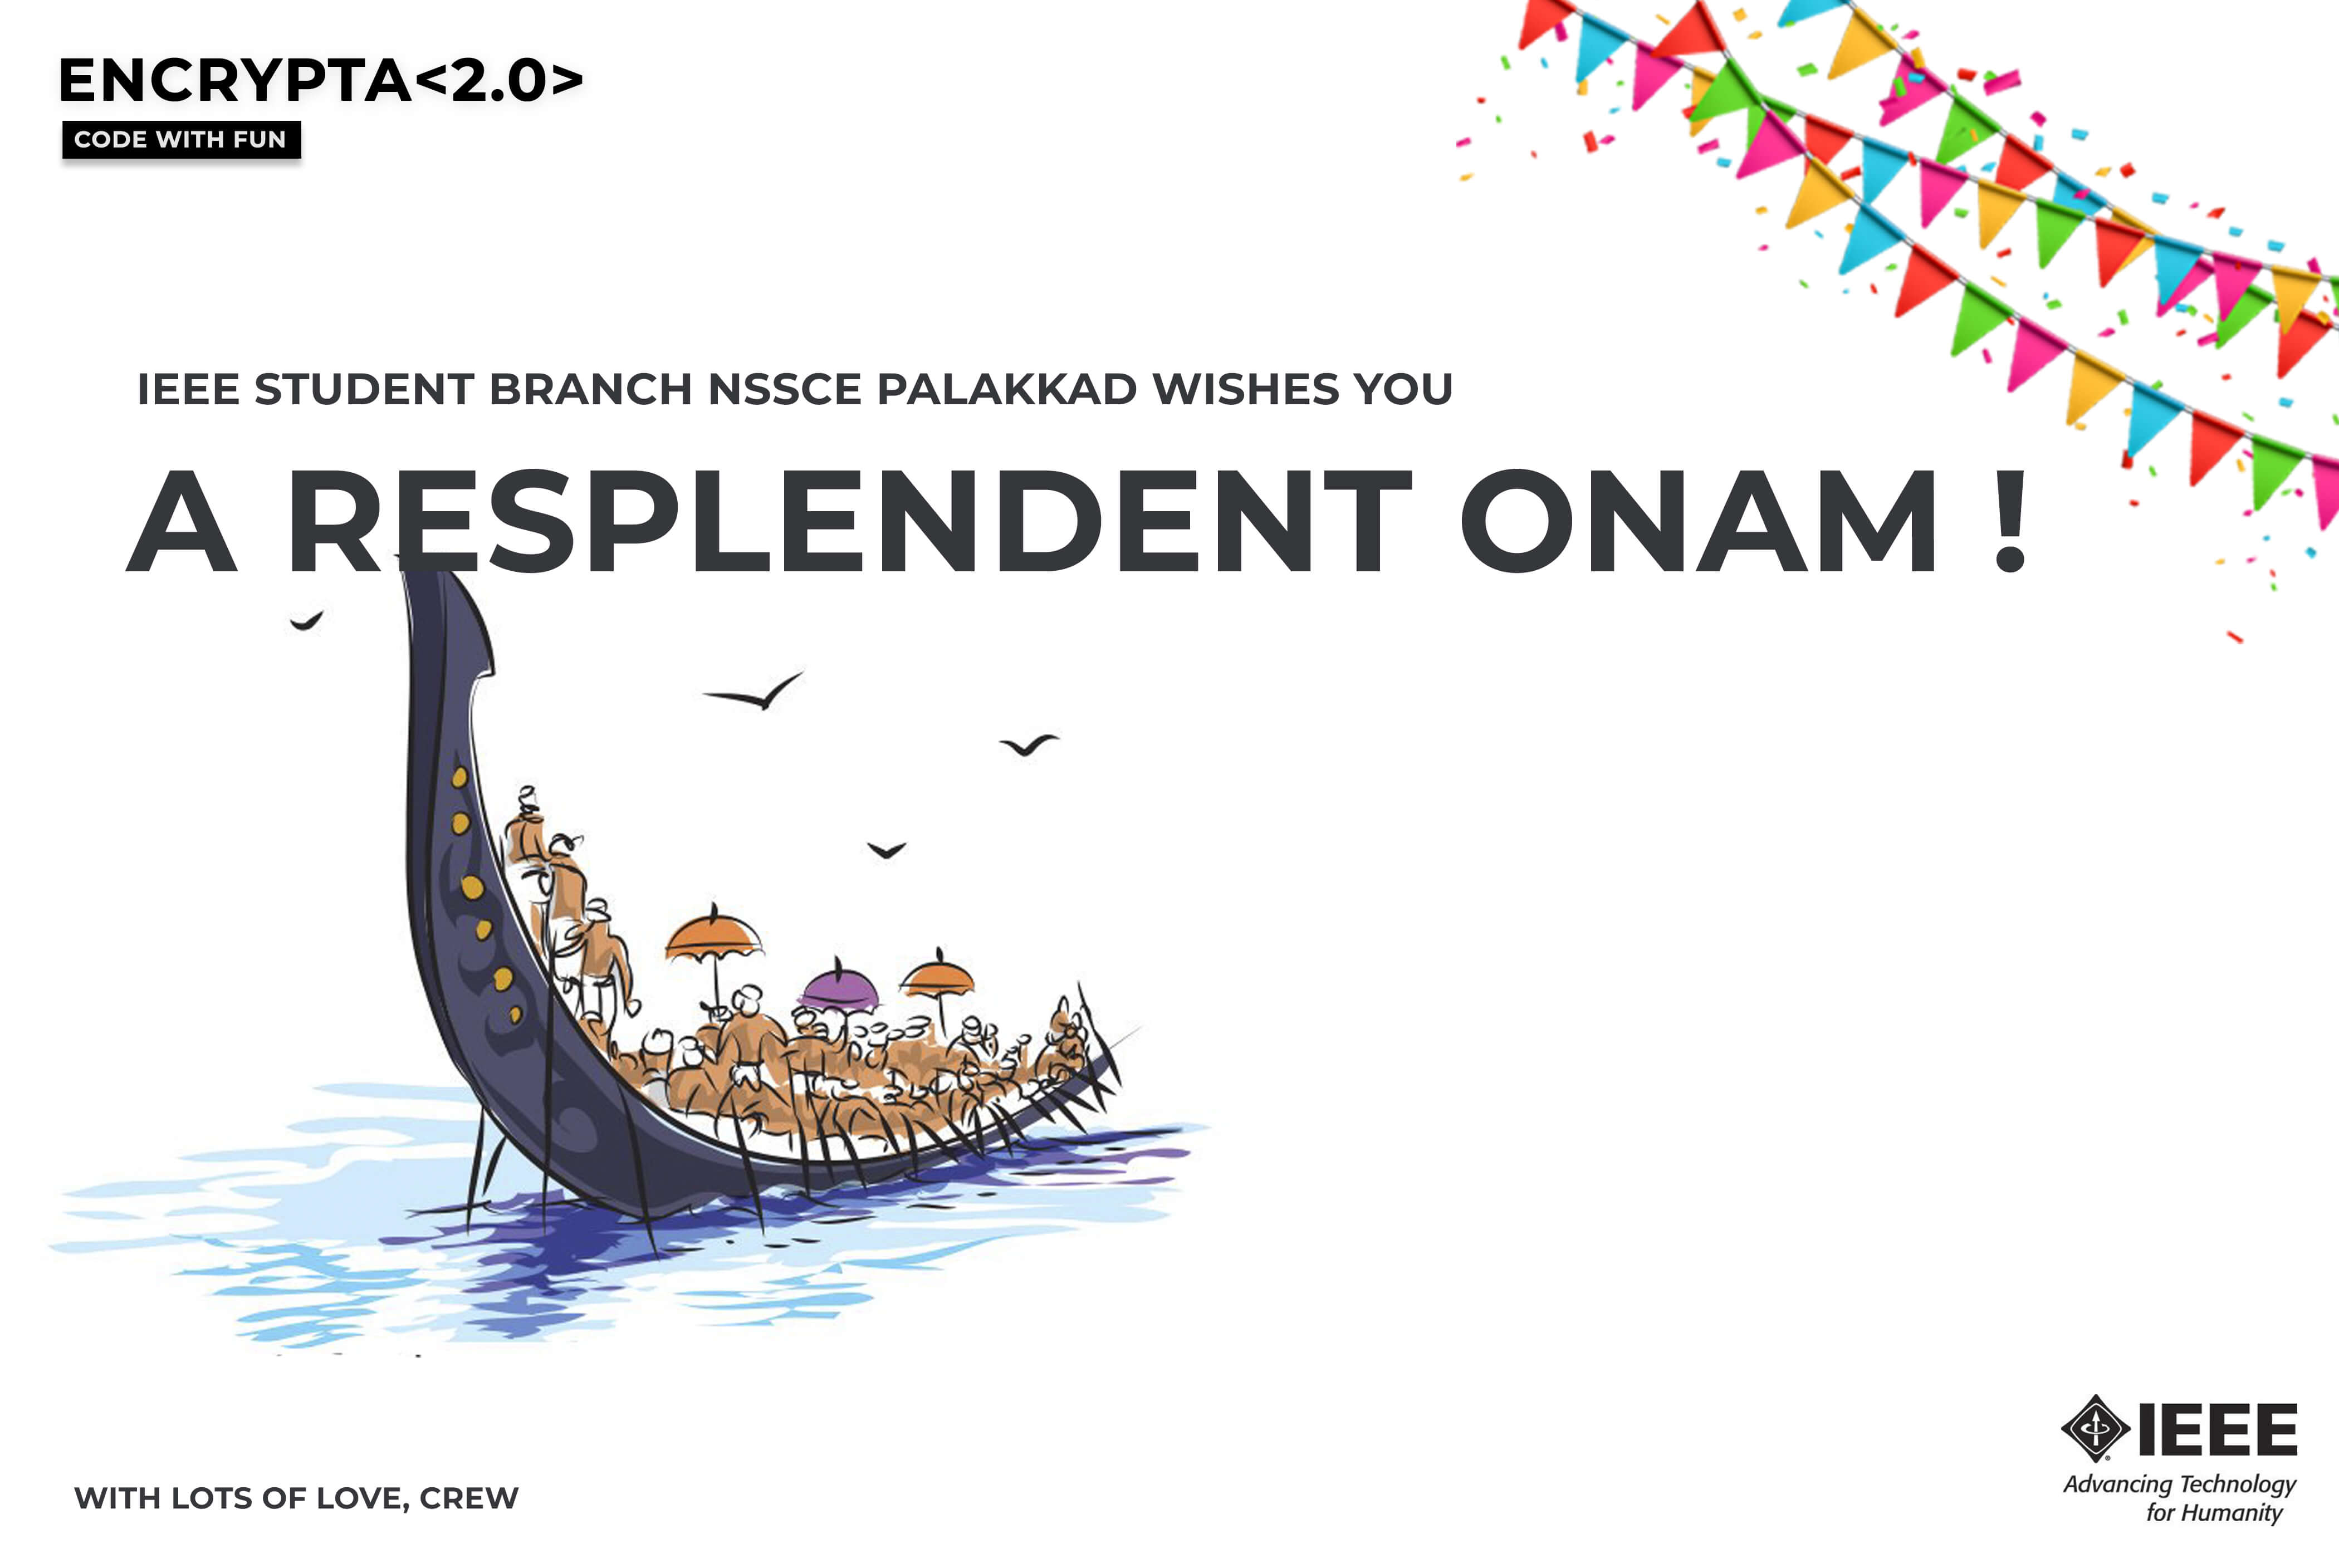 ENCRYPTA<2.0>
CODE WITH FUN
IEEE STUDENT BRANCH NSSCE PALAKKAD WISHES YOU
A RESPLENDENT ONAM !
WITH LOTS OF LOVE, CREW
IEEE
Advancing Technology
for Humanity